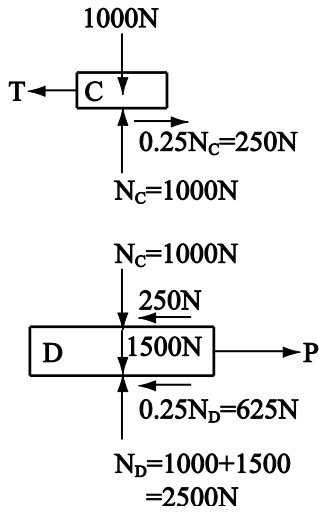 1000N
T C
0.25N_C=250N
N_C=1000N
N_C=1000N
250N
D 1500N P
0.25N_D=625N
N_D=1000+1500
=2500N